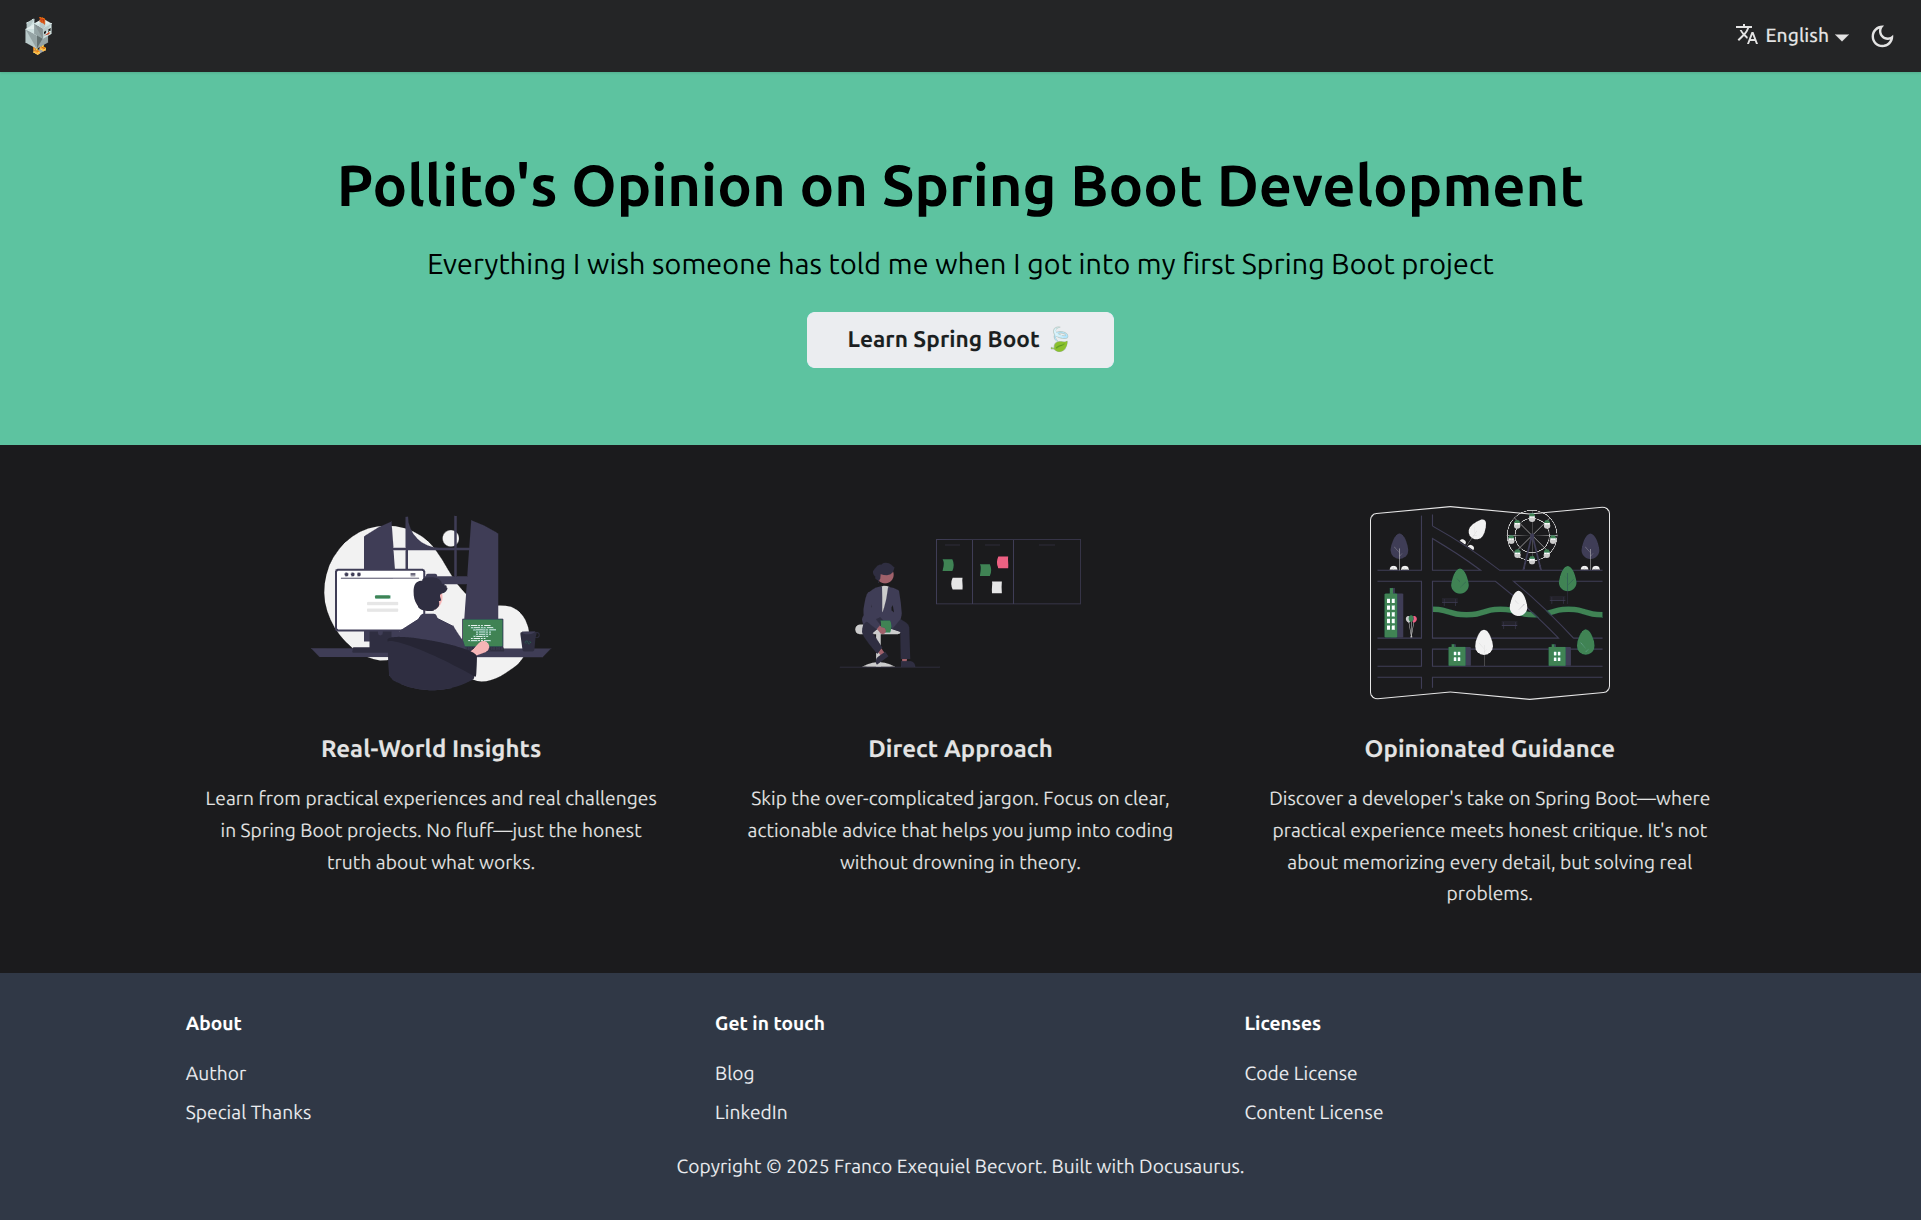 English
Pollito's Opinion on Spring Boot Development
Everything I wish someone has told me when I got into my first Spring Boot project
Learn Spring Boot 🍃
Real-World Insights
Learn from practical experiences and real challenges
in Spring Boot projects. No fluff—just the honest
truth about what works.
Direct Approach
Skip the over-complicated jargon. Focus on clear,
actionable advice that helps you jump into coding
without drowning in theory.
Opinionated Guidance
Discover a developer's take on Spring Boot—where
practical experience meets honest critique. It's not
about memorizing every detail, but solving real
problems.
About
Author
Special Thanks
Get in touch
Blog
LinkedIn
Licenses
Code License
Content License
Copyright © 2025 Franco Exequiel Becvort. Built with Docusaurus.